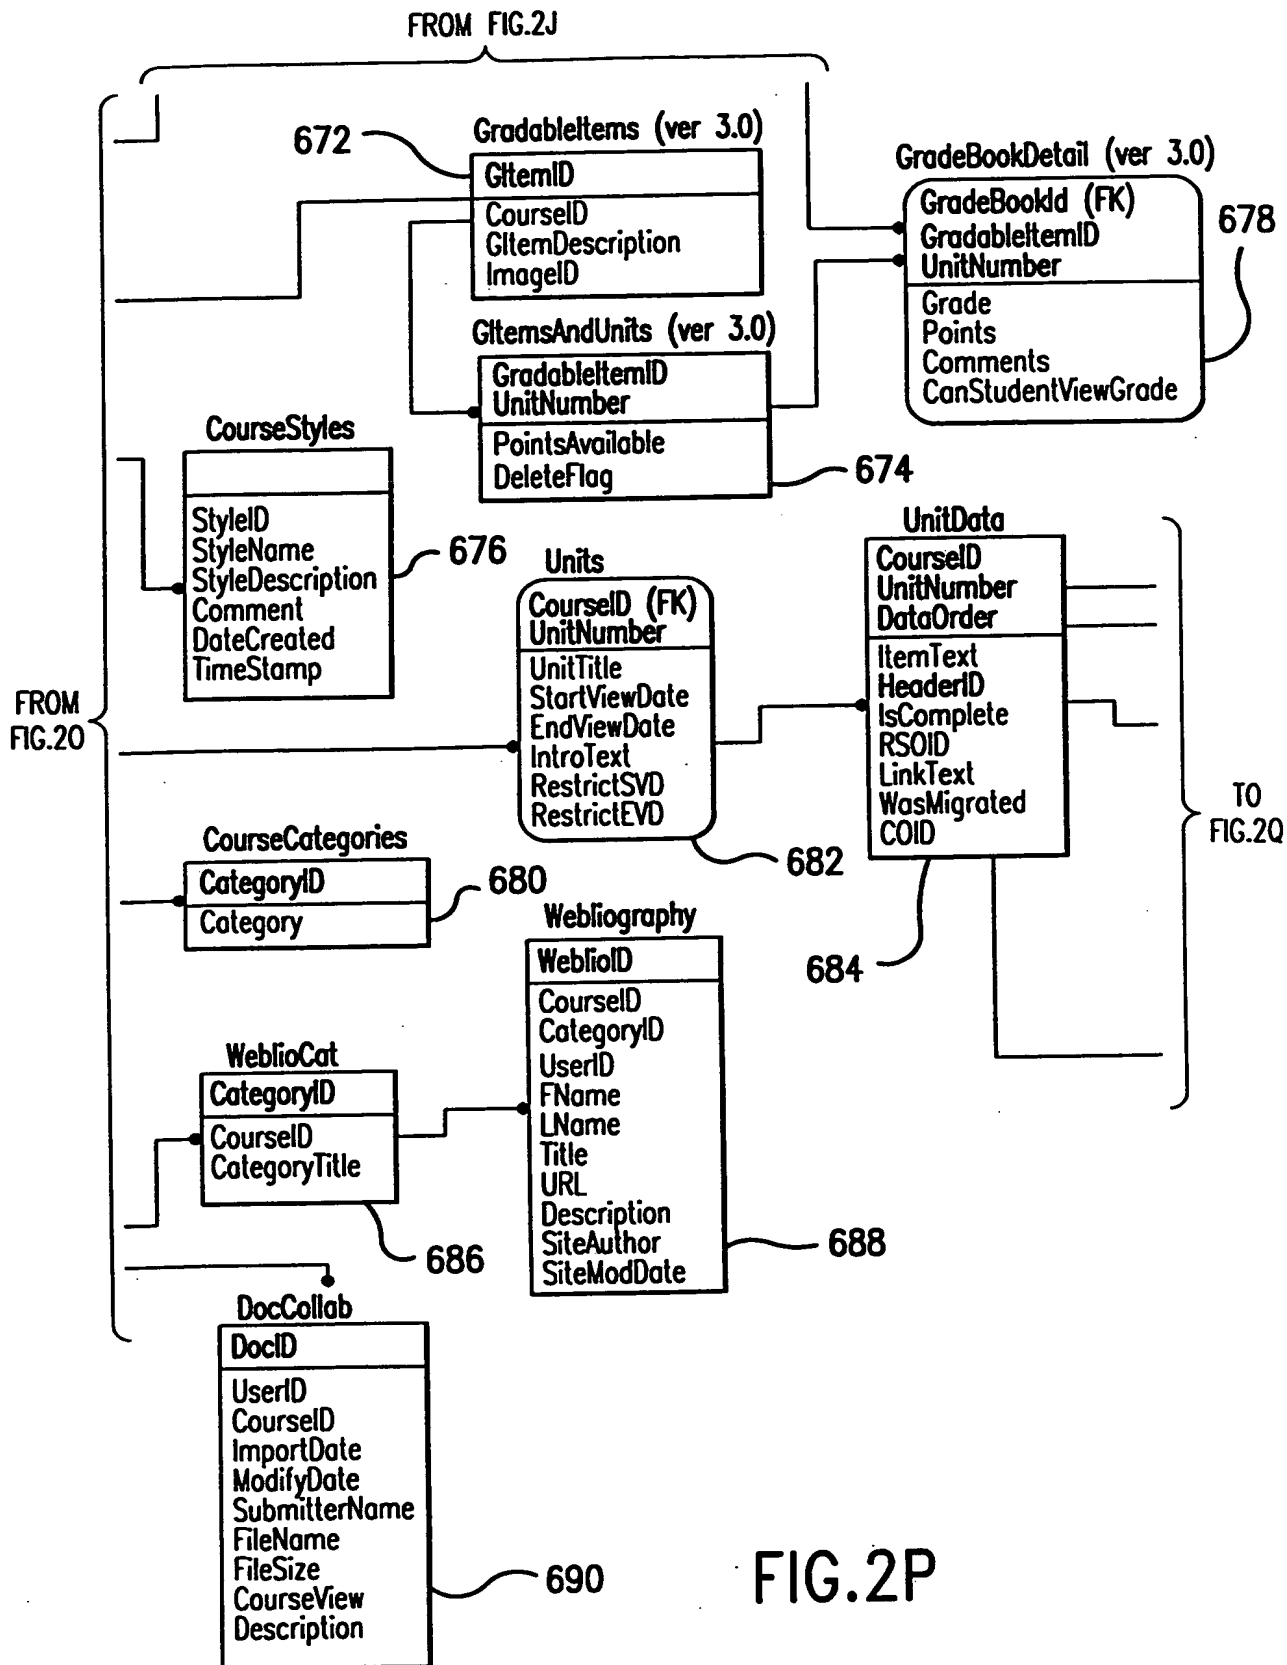 FROM FIG.2J
672
GradableItems (ver 3.0)
GItemID
CourseID
GItemDescription
ImageID
GradeBookDetail (ver 3.0)
GradeBookId (FK)
GradableItemID
UnitNumber
Grade
Points
Comments
CanStudentViewGrade
678
GItemsAndUnits (ver 3.0)
GradableItemID
UnitNumber
PointsAvailable
DeleteFlag
674
CourseStyles
StyleID
StyleName
StyleDescription
Comment
DateCreated
TimeStamp
676
FROM
FIG.2O
Units
CourseID (FK)
UnitNumber
UnitTitle
StartViewDate
EndViewDate
IntroText
RestrictSVD
RestrictEVD
682
UnitData
CourseID
UnitNumber
DataOrder
ItemText
HeaderID
IsComplete
RSOID
LinkText
WasMigrated
COID
684
TO
FIG.2Q
CourseCategories
CategoryID
Category
680
Webliography
WeblioID
CourseID
CategoryID
UserID
FName
LName
Title
URL
Description
SiteAuthor
SiteModDate
688
WeblioCat
CategoryID
CourseID
CategoryTitle
686
DocCollab
DocID
UserID
CourseID
ImportDate
ModifyDate
SubmitterName
FileName
FileSize
CourseView
Description
690
FIG.2P